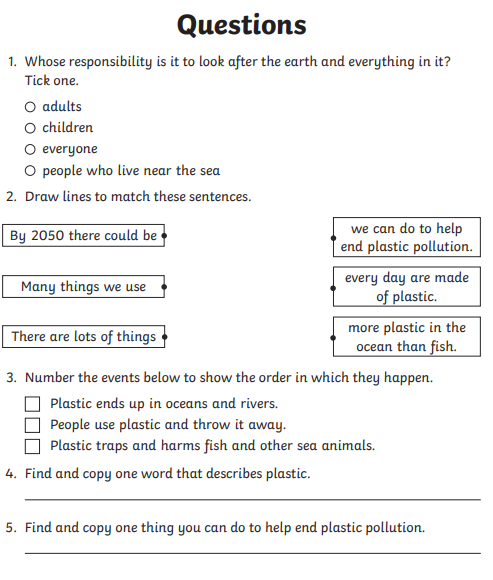 Questions
1. Whose responsibility is it to look after the earth and everything in it?
Tick one.
adults
children
everyone
people who live near the sea
2. Draw lines to match these sentences.
By 2050 there could be
we can do to help
end plastic pollution.
Many things we use
every day are made
of plastic.
There are lots of things
more plastic in the
ocean than fish.
3. Number the events below to show the order in which they happen.
Plastic ends up in oceans and rivers.
People use plastic and throw it away.
Plastic traps and harms fish and other sea animals.
4. Find and copy one word that describes plastic.
5. Find and copy one thing you can do to help end plastic pollution.